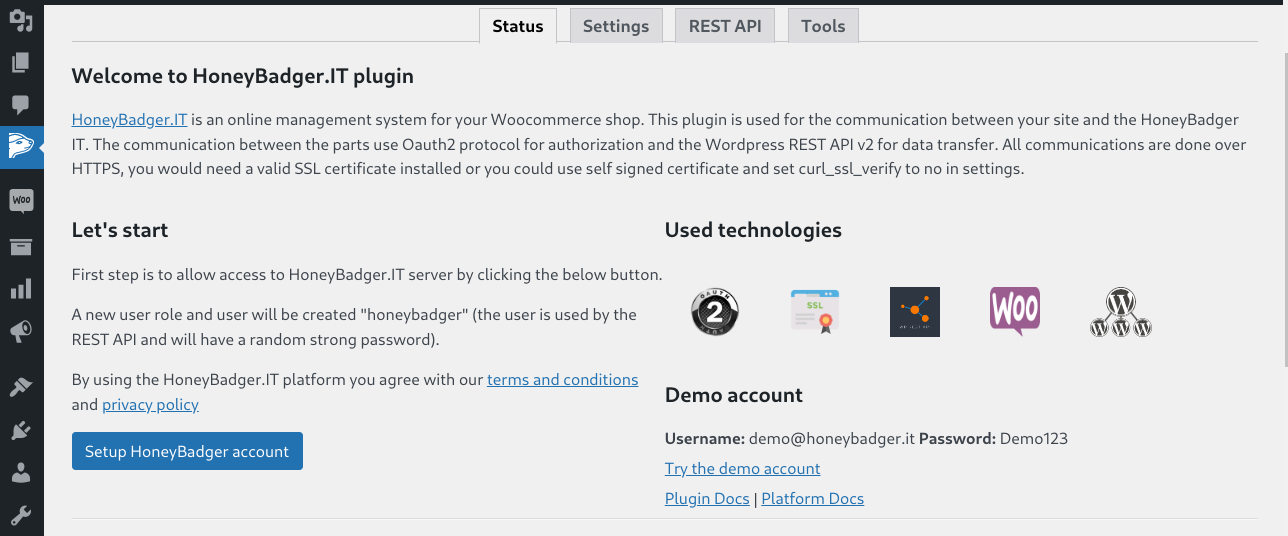 Status Settings REST API Tools
Welcome to HoneyBadger.IT plugin
HoneyBadger.IT is an online management system for your Woocommerce shop. This plugin is used for the communication between your site and the HoneyBadger
IT. The communication between the parts use Oauth2 protocol for authorization and the Wordpress REST API v2 for data transfer. All communications are done over
HTTPS, you would need a valid SSL certificate installed or you could use self signed certificate and set curl_ssl_verify to no in settings.
Let's start
First step is to allow access to HoneyBadger.IT server by clicking the below button.
A new user role and user will be created "honeybadger" (the user is used by the
REST API and will have a random strong password).
By using the HoneyBadger.IT platform you agree with our terms and conditions
and privacy policy
Setup HoneyBadger account
Used technologies
OAUTH
2
SSL
WP REST API
Woo
W
W W W
Demo account
Username: demo@honeybadger.it Password: Demo123
Try the demo account
Plugin Docs | Platform Docs
Woo